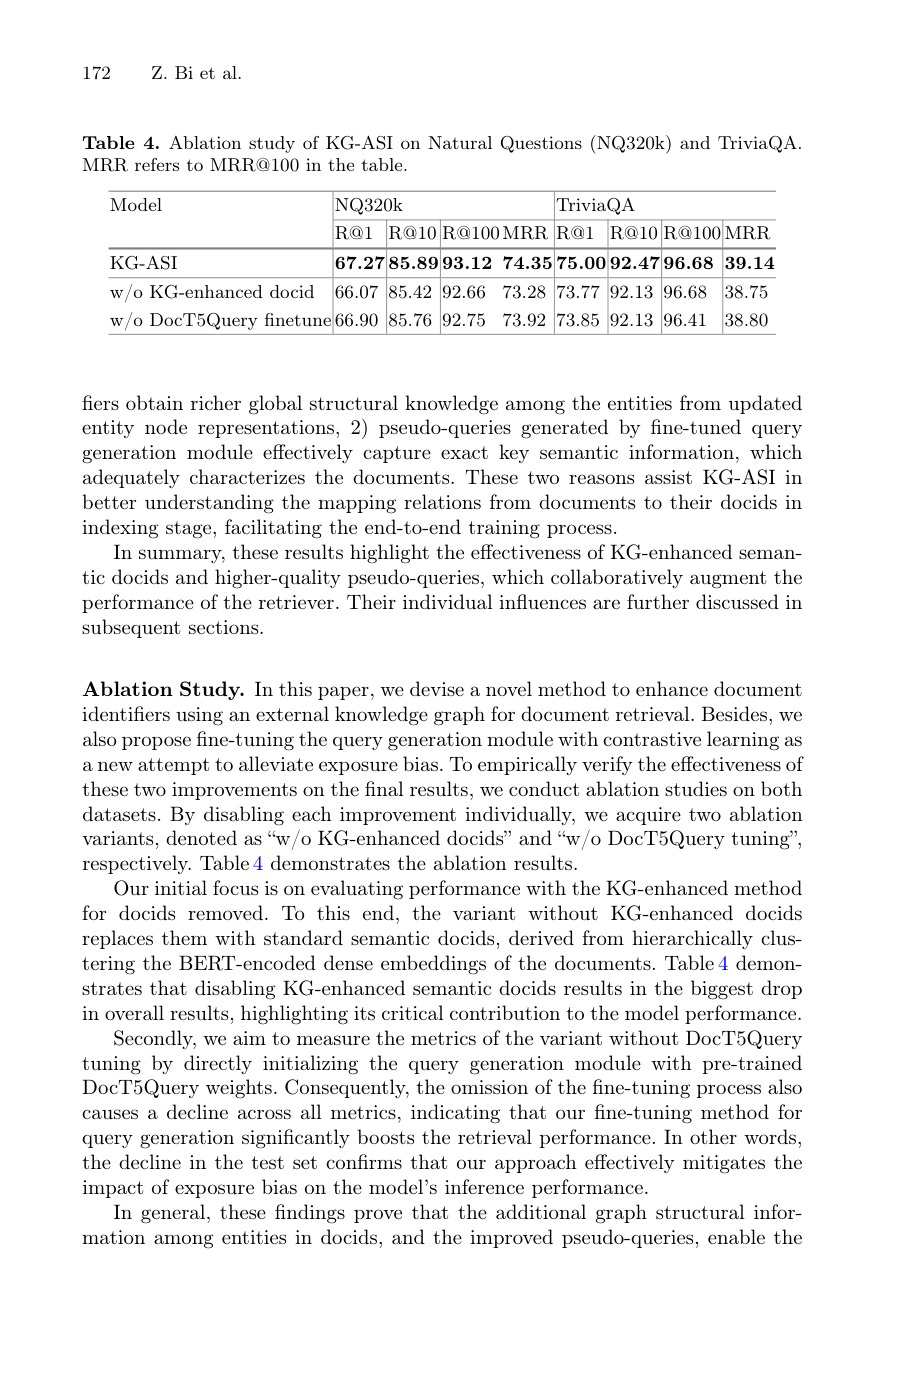 172 Z. Bi et al.
Table 4. Ablation study of KG-ASI on Natural Questions (NQ320k) and TriviaQA.
MRR refers to MRR@100 in the table.
Model NQ320k TriviaQA
R@1 R@10 R@100 MRR R@1 R@10 R@100 MRR
KG-ASI 67.27 85.89 93.12 74.35 75.00 92.47 96.68 39.14
w/o KG-enhanced docid 66.07 85.42 92.66 73.28 73.77 92.13 96.68 38.75
w/o DocT5Query finetune 66.90 85.76 92.75 73.92 73.85 92.13 96.41 38.80
fiers obtain richer global structural knowledge among the entities from updated
entity node representations, 2) pseudo-queries generated by fine-tuned query
generation module effectively capture exact key semantic information, which
adequately characterizes the documents. These two reasons assist KG-ASI in
better understanding the mapping relations from documents to their docids in
indexing stage, facilitating the end-to-end training process.
In summary, these results highlight the effectiveness of KG-enhanced seman-
tic docids and higher-quality pseudo-queries, which collaboratively augment the
performance of the retriever. Their individual influences are further discussed in
subsequent sections.
Ablation Study. In this paper, we devise a novel method to enhance document
identifiers using an external knowledge graph for document retrieval. Besides, we
also propose fine-tuning the query generation module with contrastive learning as
a new attempt to alleviate exposure bias. To empirically verify the effectiveness of
these two improvements on the final results, we conduct ablation studies on both
datasets. By disabling each improvement individually, we acquire two ablation
variants, denoted as “w/o KG-enhanced docids” and “w/o DocT5Query tuning”,
respectively. Table 4 demonstrates the ablation results.
Our initial focus is on evaluating performance with the KG-enhanced method
for docids removed. To this end, the variant without KG-enhanced docids
replaces them with standard semantic docids, derived from hierarchically clus-
tering the BERT-encoded dense embeddings of the documents. Table 4 demon-
strates that disabling KG-enhanced semantic docids results in the biggest drop
in overall results, highlighting its critical contribution to the model performance.
Secondly, we aim to measure the metrics of the variant without DocT5Query
tuning by directly initializing the query generation module with pre-trained
DocT5Query weights. Consequently, the omission of the fine-tuning process also
causes a decline across all metrics, indicating that our fine-tuning method for
query generation significantly boosts the retrieval performance. In other words,
the decline in the test set confirms that our approach effectively mitigates the
impact of exposure bias on the model’s inference performance.
In general, these findings prove that the additional graph structural infor-
mation among entities in docids, and the improved pseudo-queries, enable the